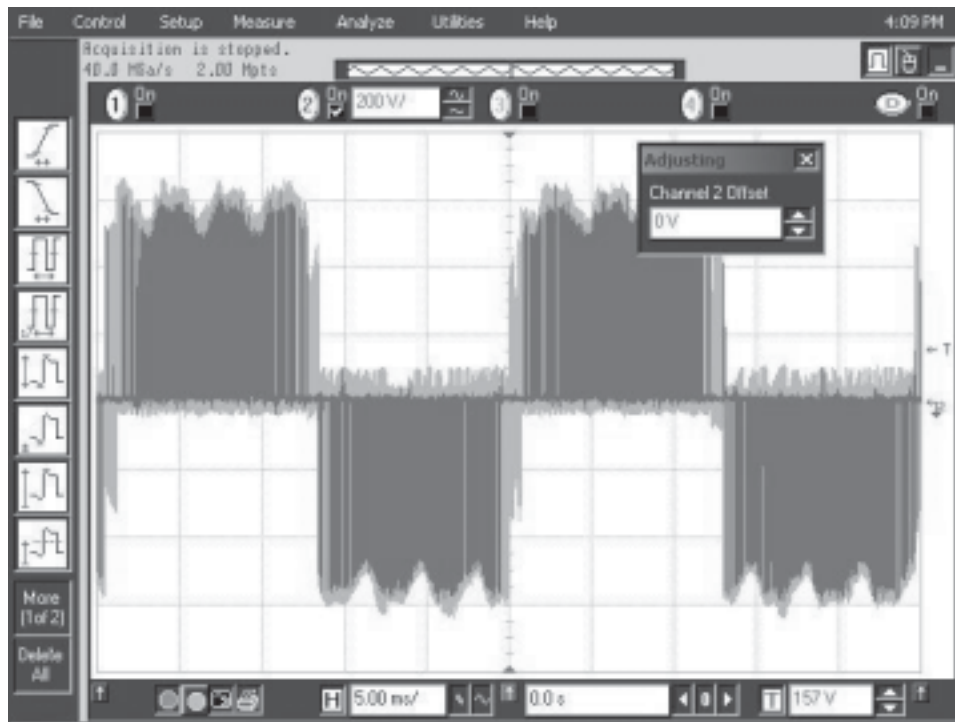 File Control Setup Measure Analyze Utilities Help 4:09 PM
Acquisition is stopped.
40.0 MSa/s 2.00 Mpts
1 On 2 On 200 V/ 3 On 4 On On
Adjusting
Channel 2 Offset
0 V
T
More
(1of 2)
Delete
All
H 5.00 ms/ 0.0 s 0 T 157 V